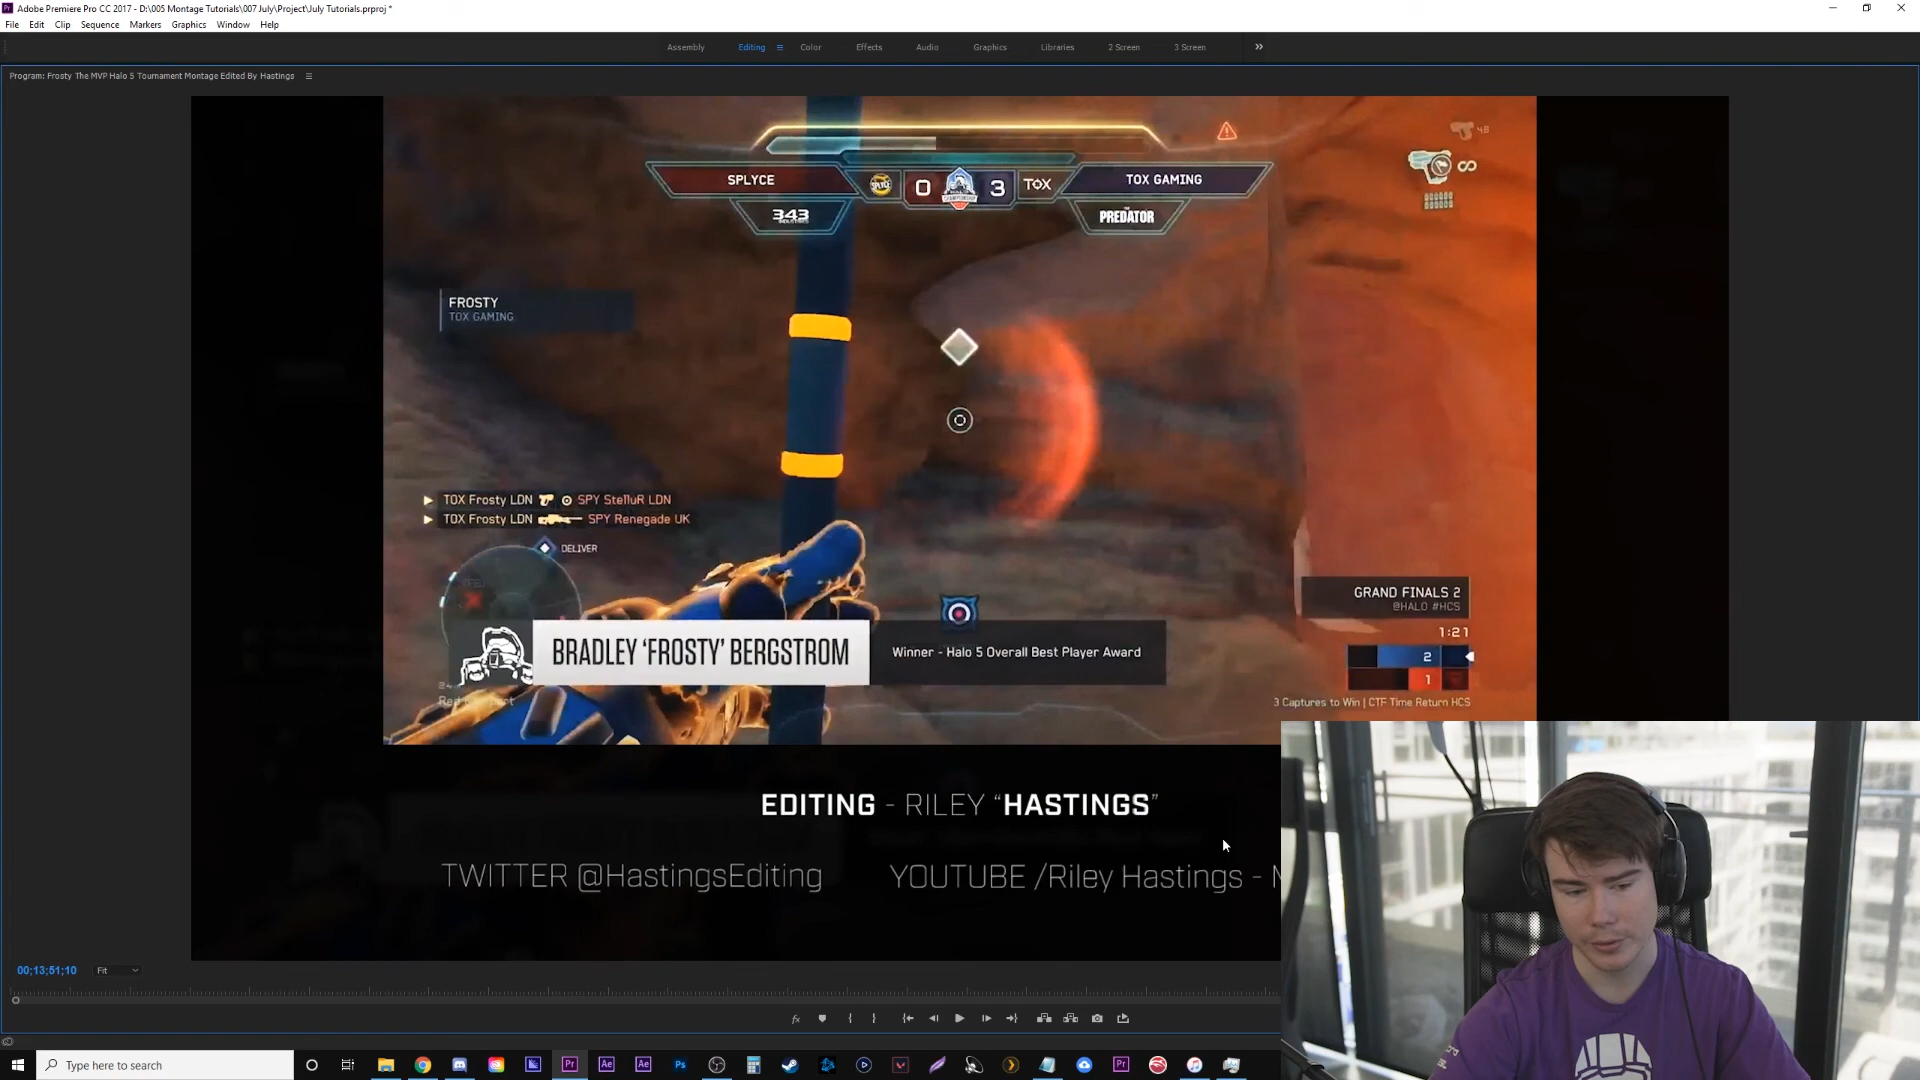 Adobe Premiere Pro CC 2017 - D:\005 Montage Tutorials\007 July\Project\July Tutorials.prproj *
File Edit Clip Sequence Markers Graphics Window Help
Assembly Editing Color Effects Audio Graphics Libraries 2 Screen 3 Screen
Program: Frosty The MVP Halo 5 Tournament Montage Edited By Hastings
48
SPLYCE 0 3 TOX TOX GAMING
343 INDUSTRIES
PREDATOR
FROSTY
TOX GAMING
TOX Frosty LDN SPY StelluR LDN
TOX Frosty LDN SPY Renegade UK
DELIVER
GRAND FINALS 2
@HALO #HCS
1:21
2
1
BRADLEY 'FROSTY' BERGSTROM
Winner - Halo 5 Overall Best Player Award
3 Captures to Win | CTF Time Return HCS
EDITING - RILEY “HASTINGS”
TWITTER @HastingsEditing YOUTUBE /Riley Hastings -
00;13;51;10 Fit
Type here to search